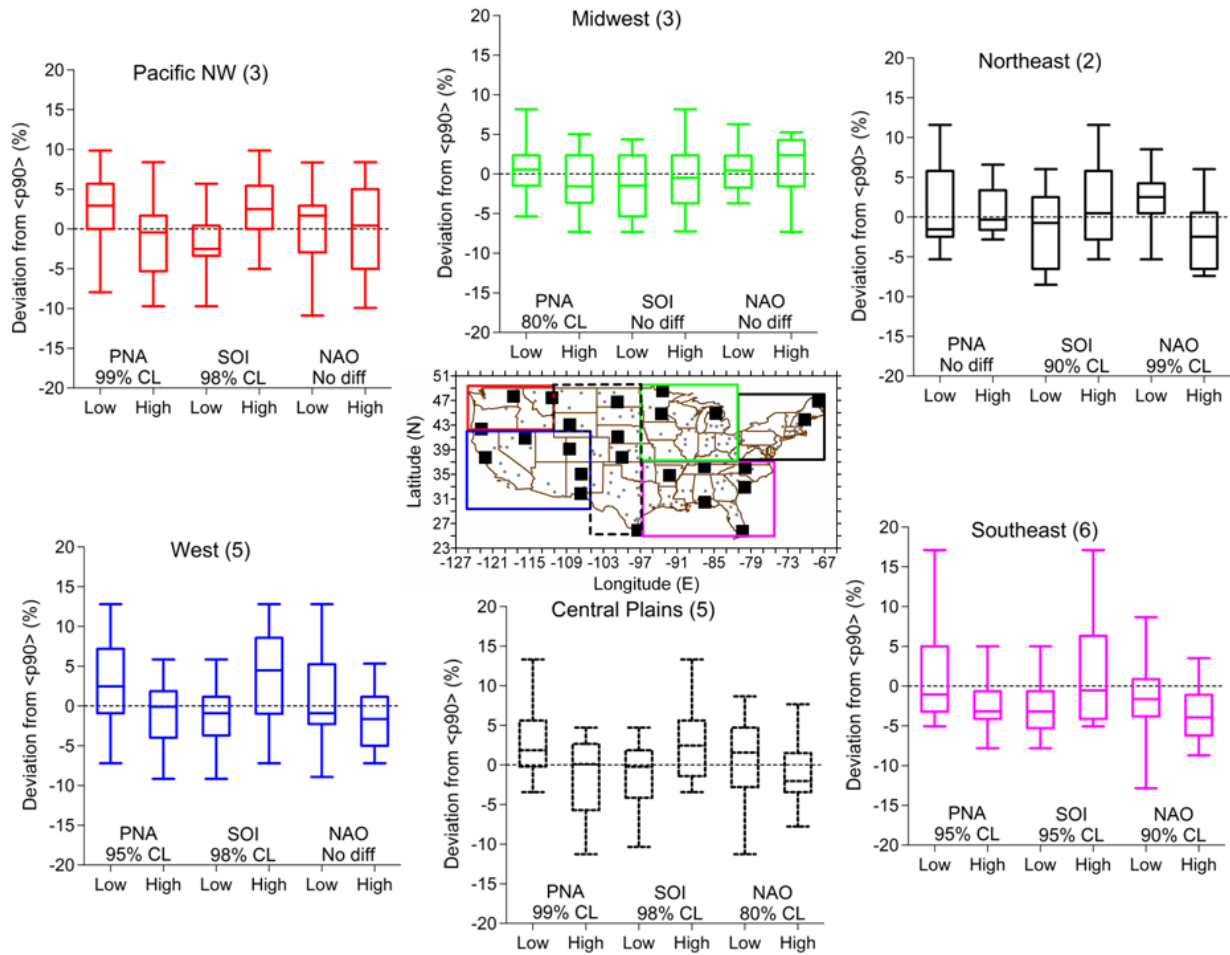 Pacific NW (3)
Deviation from <p90> (%)
20
15
10
5
0
-5
-10
-15
-20
PNA SOI NAO
99% CL 98% CL No diff
Low High Low High Low High
Midwest (3)
Deviation from <p90> (%)
20
15
10
5
0
-5
-10
-15
-20
PNA SOI NAO
80% CL No diff No diff
Low High Low High Low High
Northeast (2)
Deviation from <p90> (%)
20
15
10
5
0
-5
-10
-15
-20
PNA SOI NAO
No diff 90% CL 99% CL
Low High Low High Low High
Latitude (N)
51
47
43
39
35
31
27
23
-127 -121 -115 -109 -103 -97 -91 -85 -79 -73 -67
Longitude (E)
West (5)
Deviation from <p90> (%)
20
15
10
5
0
-5
-10
-15
-20
PNA SOI NAO
95% CL 98% CL No diff
Low High Low High Low High
Central Plains (5)
Deviation from <p90> (%)
20
15
10
5
0
-5
-10
-15
-20
PNA SOI NAO
99% CL 98% CL 80% CL
Low High Low High Low High
Southeast (6)
Deviation from <p90> (%)
20
15
10
5
0
-5
-10
-15
-20
PNA SOI NAO
95% CL 95% CL 90% CL
Low High Low High Low High